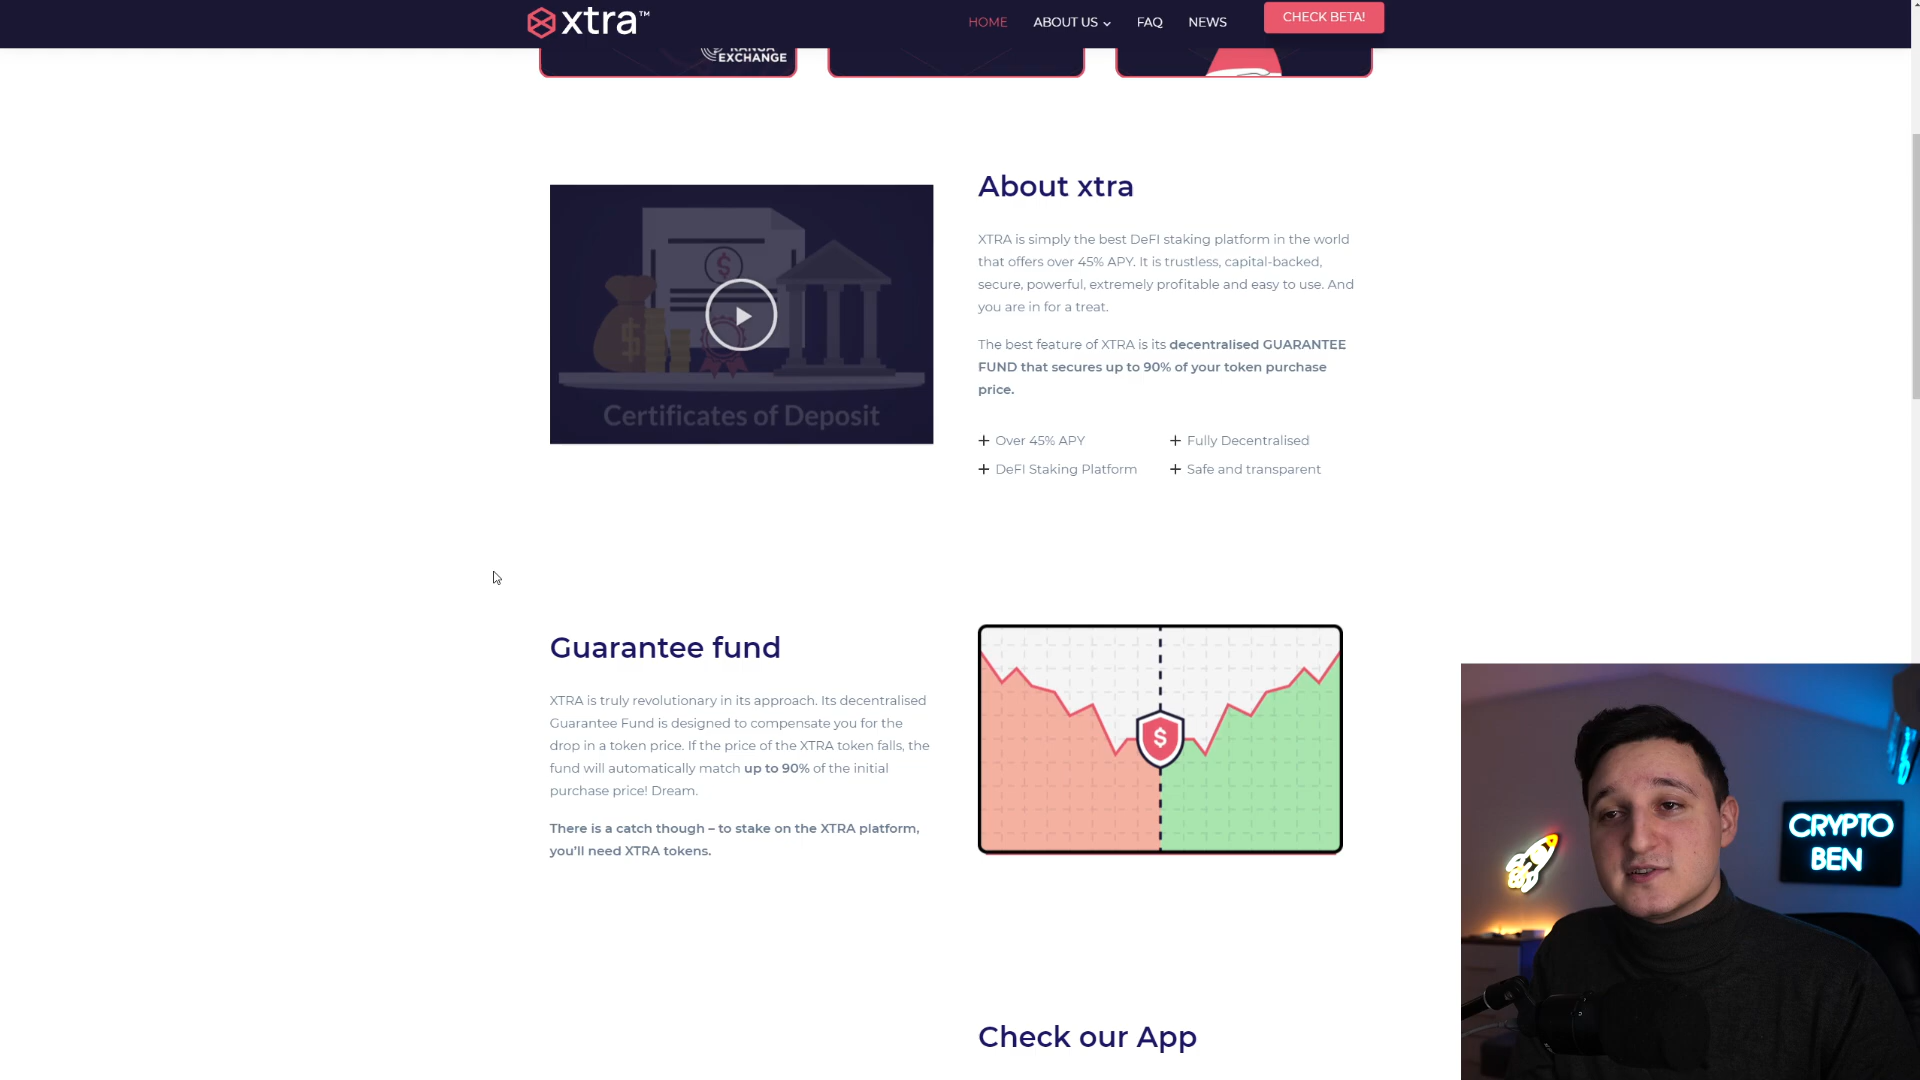 xtra™
HOME
ABOUT US
FAQ
NEWS
CHECK BETA!
EXCHANGE
About xtra
XTRA is simply the best DeFI staking platform in the world
that offers over 45% APY. It is trustless, capital-backed,
secure, powerful, extremely profitable and easy to use. And
you are in for a treat.
The best feature of XTRA is its decentralised GUARANTEE
FUND that secures up to 90% of your token purchase
price.
+ Over 45% APY
+ Fully Decentralised
+ DeFI Staking Platform
+ Safe and transparent
$
$
Certificates of Deposit
Guarantee fund
XTRA is truly revolutionary in its approach. Its decentralised
Guarantee Fund is designed to compensate you for the
drop in a token price. If the price of the XTRA token falls, the
fund will automatically match up to 90% of the initial
purchase price! Dream.
There is a catch though – to stake on the XTRA platform,
you'll need XTRA tokens.
$
Check our App
CRYPTO
BEN